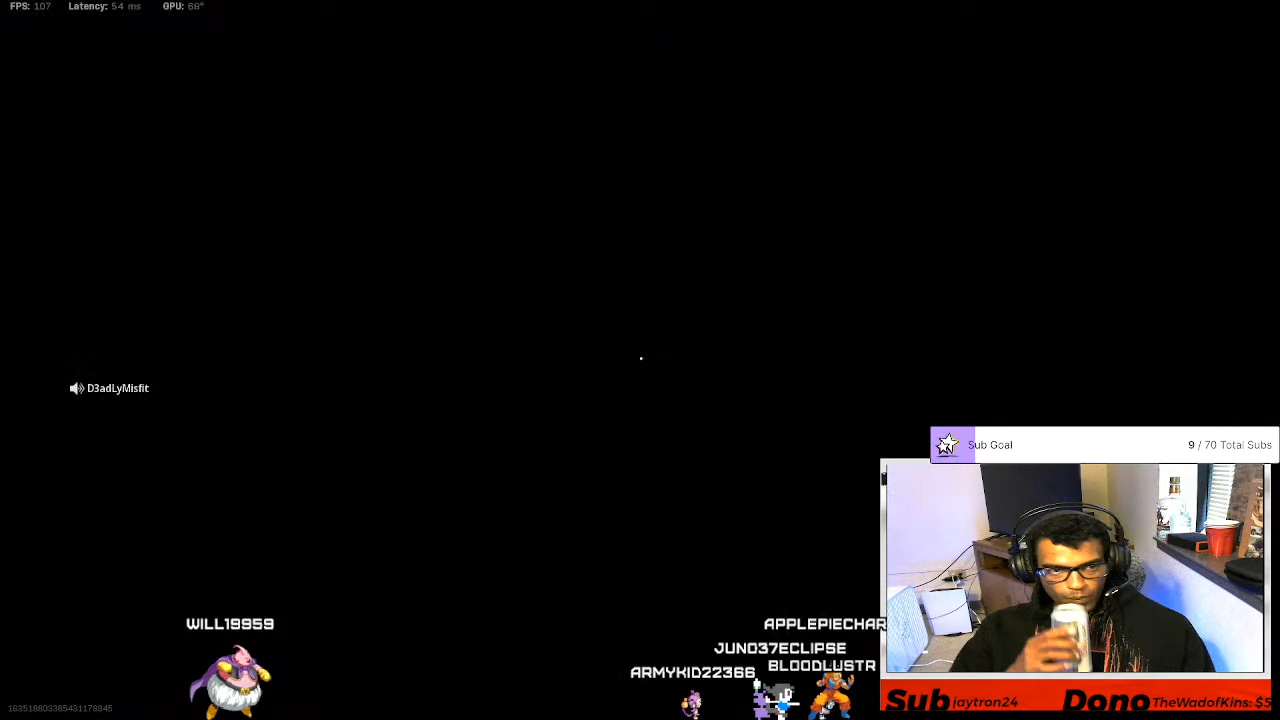 FPS: 107 Latency: 54 ms GPU: 68°
D3adLyMisfit
Sub Goal 9 / 70 Total Subs
WILL19959
APPLEPIECHAR
JUNO37ECLIPSE
BLOODLUSTR
ARMYKID22366
Sub jaytron24 Dono TheWadofKins: $5